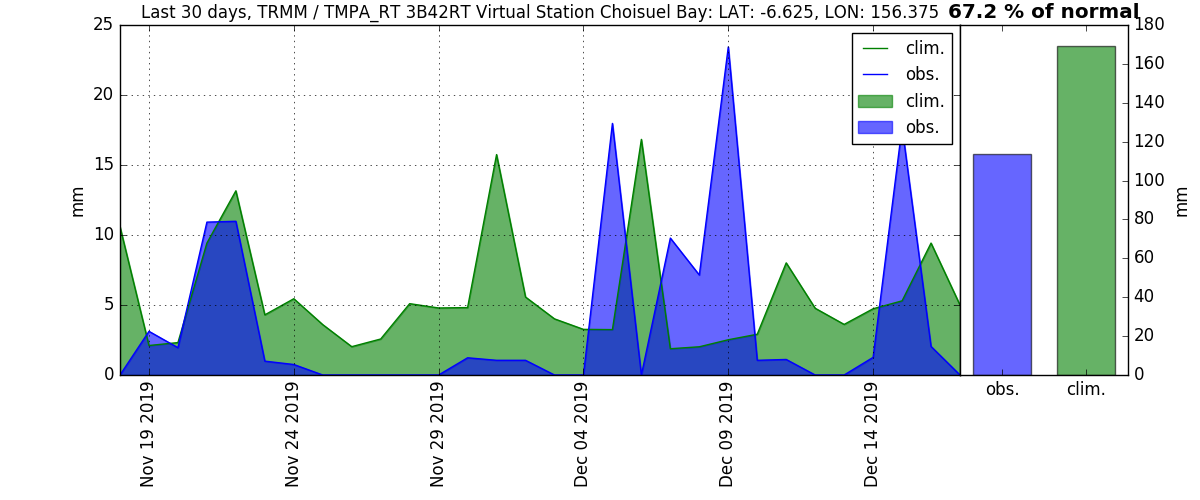 Last 30 days, TRMM / TMPA_RT 3B42RT Virtual Station Choisuel Bay: LAT: -6.625, LON: 156.375 67.2 % of normal
25
20
15
10
5
0
mm
clim.
obs.
clim.
obs.
Nov 19 2019
Nov 24 2019
Nov 29 2019
Dec 04 2019
Dec 09 2019
Dec 14 2019
180
160
140
120
100
80
60
40
20
0
mm
obs. clim.